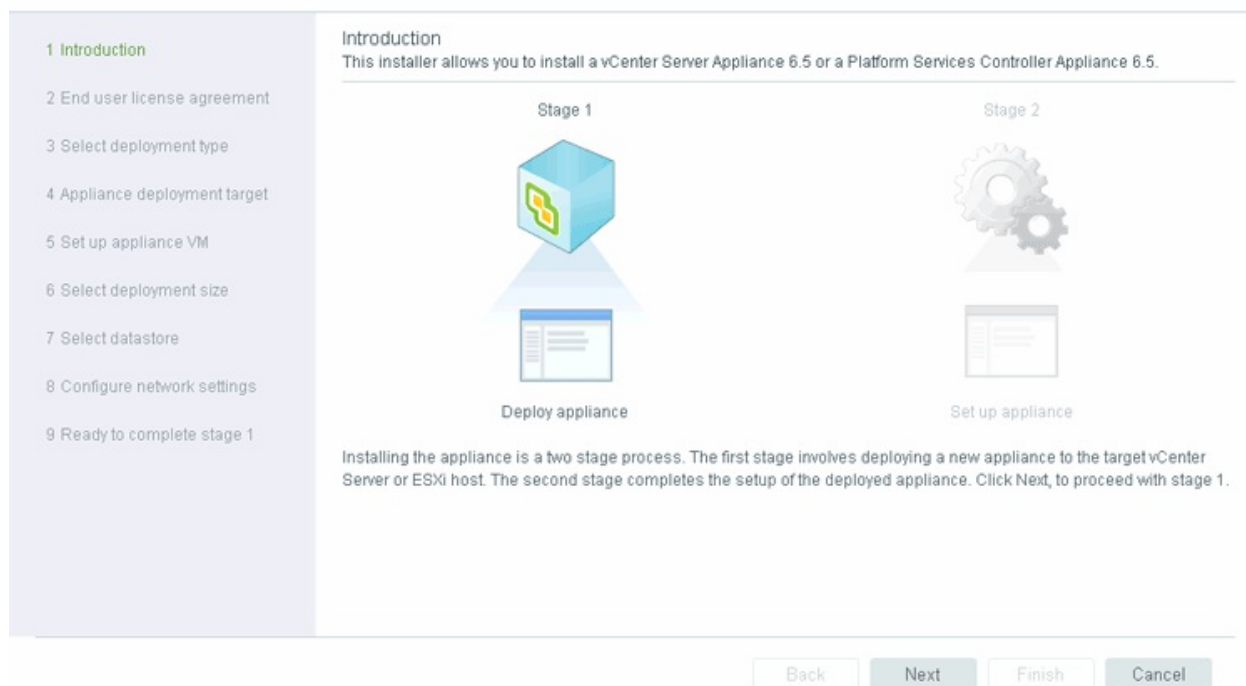 1 Introduction
2 End user license agreement
3 Select deployment type
4 Appliance deployment target
5 Set up appliance VM
6 Select deployment size
7 Select datastore
8 Configure network settings
9 Ready to complete stage 1
Introduction
This installer allows you to install a vCenter Server Appliance 6.5 or a Platform Services Controller Appliance 6.5.
Stage 1
Stage 2
Deploy appliance
Set up appliance
Installing the appliance is a two stage process. The first stage involves deploying a new appliance to the target vCenter
Server or ESXi host. The second stage completes the setup of the deployed appliance. Click Next, to proceed with stage 1.
Back
Next
Finish
Cancel